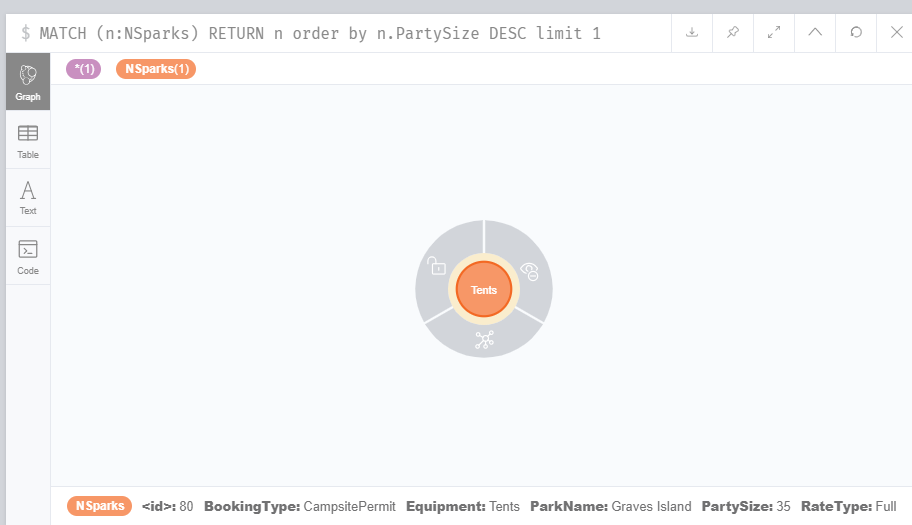 $ MATCH (n:NSparks) RETURN n order by n.PartySize DESC limit 1
*(1) NSparks(1)
Graph
Table
Text
Code
Tents
NSparks <id>: 80 BookingType: CampsitePermit Equipment: Tents ParkName: Graves Island PartySize: 35 RateType: Full